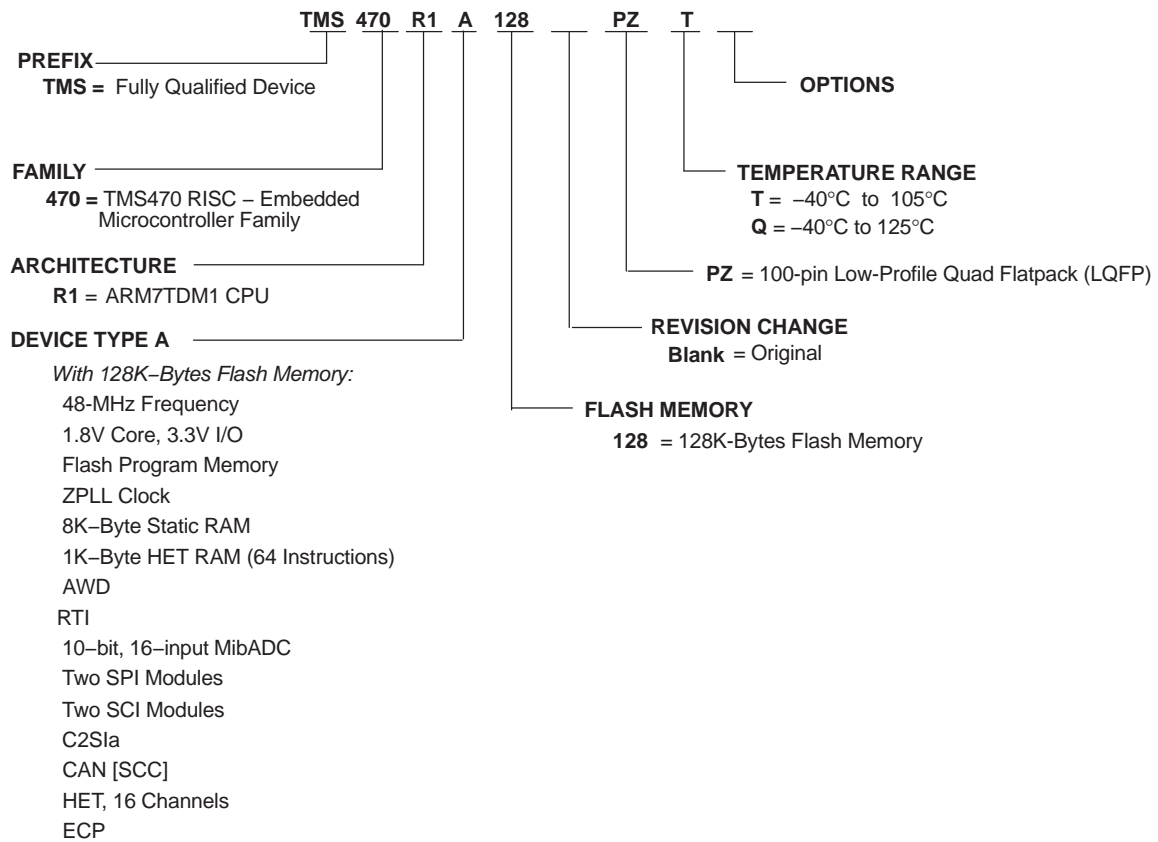 TMS 470 R1 A 128 PZ T
PREFIX
TMS = Fully Qualified Device
OPTIONS
FAMILY
470 = TMS470 RISC – Embedded
Microcontroller Family
TEMPERATURE RANGE
T = –40°C to 105°C
Q = –40°C to 125°C
ARCHITECTURE
R1 = ARM7TDM1 CPU
PZ = 100-pin Low-Profile Quad Flatpack (LQFP)
REVISION CHANGE
Blank = Original
DEVICE TYPE A
With 128K–Bytes Flash Memory:
48-MHz Frequency
1.8V Core, 3.3V I/O
Flash Program Memory
ZPLL Clock
8K–Byte Static RAM
1K–Byte HET RAM (64 Instructions)
AWD
RTI
10–bit, 16–input MibADC
Two SPI Modules
Two SCI Modules
C2SIa
CAN [SCC]
HET, 16 Channels
ECP
FLASH MEMORY
128 = 128K-Bytes Flash Memory